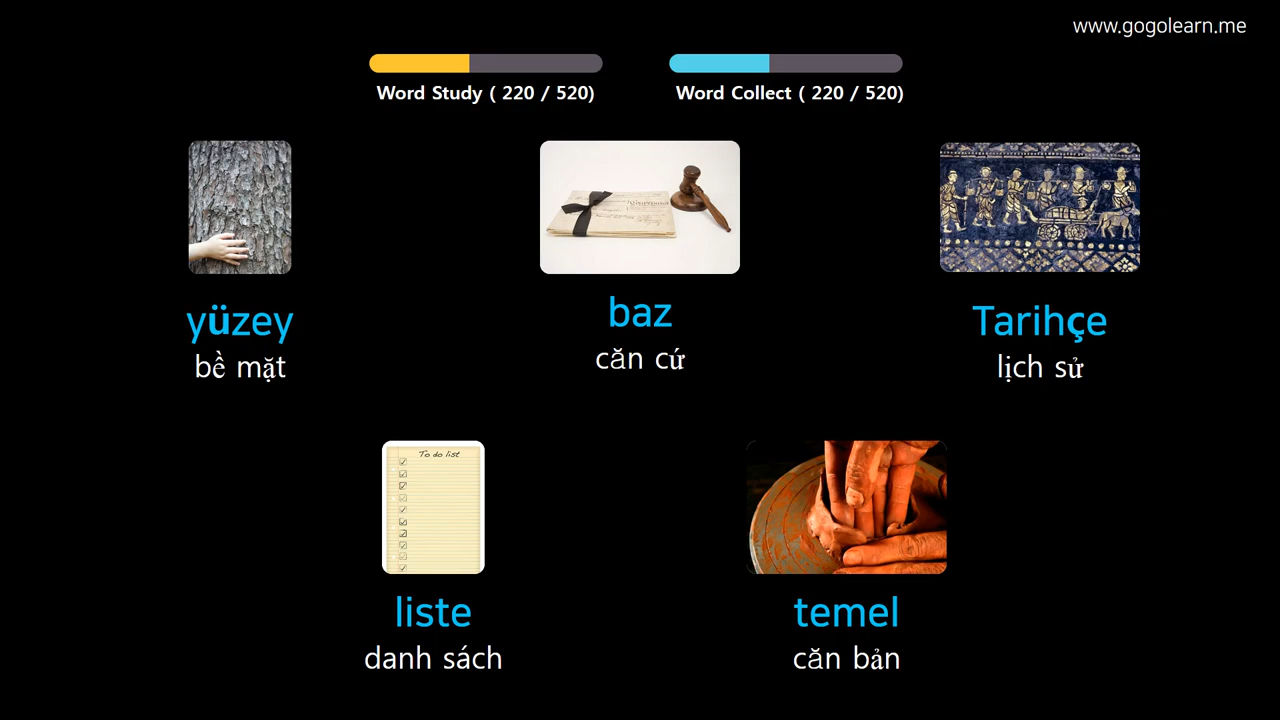 www.gogolearn.me
Word Study ( 220 / 520)
Word Collect ( 220 / 520)
yüzey
bề mặt
baz
căn cứ
Tarihçe
lịch sử
To do list
liste
danh sách
temel
căn bản